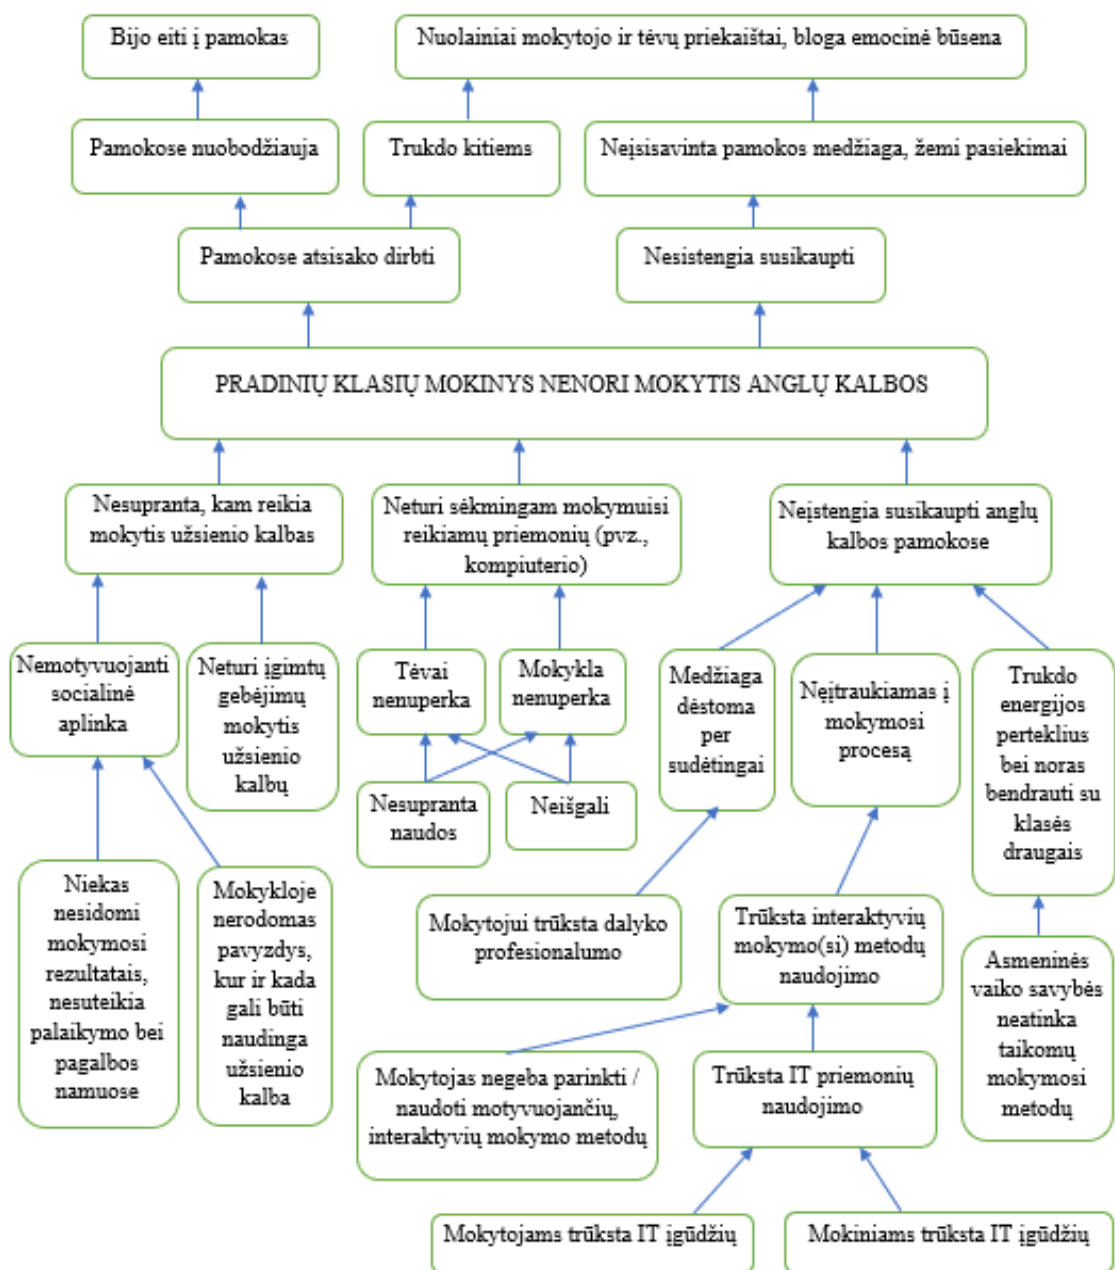 Bijo eiti į pamokas
Nuolainiai mokytojo ir tėvų priekaištai, bloga emocinė būsena
Pamokose nuobodžiauja
Trukdo kitiems
Neįsisavinta pamokos medžiaga, žemi pasiekimai
Pamokose atsisako dirbti
Nesistengia susikaupti
PRADINIŲ KLASIŲ MOKINYS NENORI MOKYTIS ANGLŲ KALBOS
Nesupranta, kam reikia
mokytis užsienio kalbas
Neturi sėkmingam mokymuisi
reikiamų priemonių (pvz.,
kompiuterio)
Neįstengia susikaupti anglų
kalbos pamokose
Nemotyvuojanti
socialinė
aplinka
Neturi įgimtų
gebėjimų
mokytis
užsienio
kalbų
Tėvai
nenuperka
Mokykla
nenuperka
Medžiaga
dėstoma
per
sudėtingai
Neįtraukiamas į
mokymosi
procesą
Trukdo
energijos
perteklius
bei noras
bendrauti su
klasės
draugais
Nesupranta
naudos
Neišgali
Niekas
nesidomi
mokymosi
rezultatais,
nesuteikia
palaikymo bei
pagalbos
namuose
Mokykloje
nerodomas
pavyzdys,
kur ir kada
gali būti
naudinga
užsienio
kalba
Mokytojui trūksta dalyko
profesionalumo
Trūksta interaktyvių
mokymo(si) metodų
naudojimo
Asmeninės
vaiko savybės
neatinka
taikomų
mokymosi
metodų
Mokytojas negeba parinkti /
naudoti motyvuojančių,
interaktyvių mokymo metodų
Trūksta IT priemonių
naudojimo
Mokytojams trūksta IT įgūdžių
Mokiniams trūksta IT įgūdžių